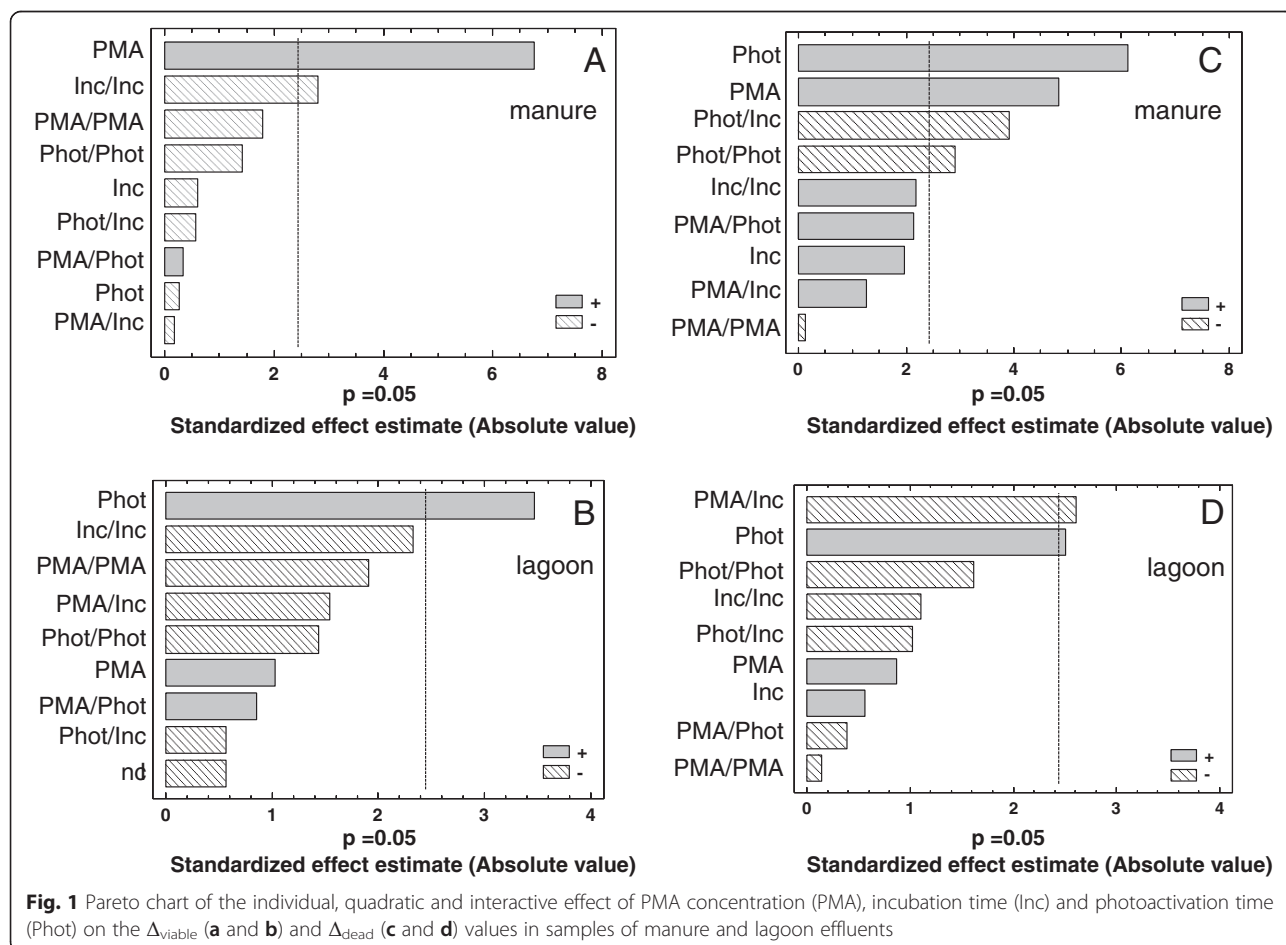 PMA
Inc/Inc
PMA/PMA
Phot/Phot
Inc
Phot/Inc
PMA/Phot
Phot
PMA/Inc
A
manure
+
-
0 2 4 6 8
p =0.05
Standardized effect estimate (Absolute value)
Phot
PMA
Phot/Inc
Phot/Phot
Inc/Inc
PMA/Phot
Inc
PMA/Inc
PMA/PMA
C
manure
+
-
0 2 4 6 8
p =0.05
Standardized effect estimate (Absolute value)
Phot
Inc/Inc
PMA/PMA
PMA/Inc
Phot/Phot
PMA
PMA/Phot
Phot/Inc
B
lagoon
+
-
0 1 2 3 4
p =0.05
Standardized effect estimate (Absolute value)
PMA/Inc
Phot
Phot/Phot
Inc/Inc
Phot/Inc
PMA
Inc
PMA/Phot
PMA/PMA
D
lagoon
+
-
0 1 2 3 4
p =0.05
Standardized effect estimate (Absolute value)
Fig. 1 Pareto chart of the individual, quadratic and interactive effect of PMA concentration (PMA), incubation time (Inc) and photoactivation time
(Phot) on the Δviable (a and b) and Δdead (c and d) values in samples of manure and lagoon effluents